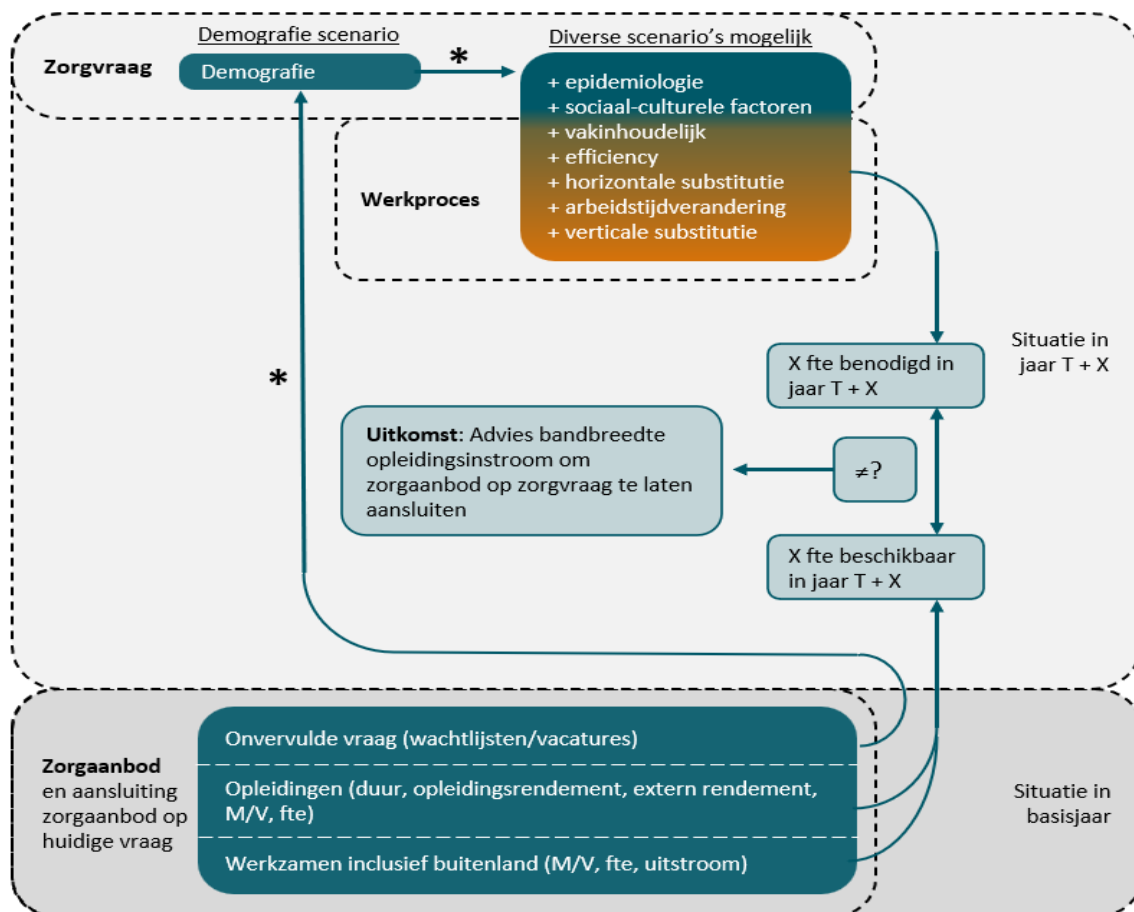 Demografie scenario
Diverse scenario's mogelijk
Zorgvraag
Demografie
*
+ epidemiologie
+ sociaal-culturele factoren
+ vakinhoudelijk
+ efficiency
+ horizontale substitutie
+ arbeidstijdverandering
+ verticale substitutie
Werkproces
Situatie in
jaar T + X
X fte benodigd in
jaar T + X
*
Uitkomst: Advies bandbreedte
opleidingsinstroom om
zorgaanbod op zorgvraag te laten
aansluiten
≠?
X fte beschikbaar
in jaar T + X
Zorgaanbod
en aansluiting
zorgaanbod op
huidige vraag
Onvervulde vraag (wachtlijsten/vacatures)
Opleidingen (duur, opleidingsrendement, extern rendement,
M/V, fte)
Werkzamen inclusief buitenland (M/V, fte, uitstroom)
Situatie in
basisjaar